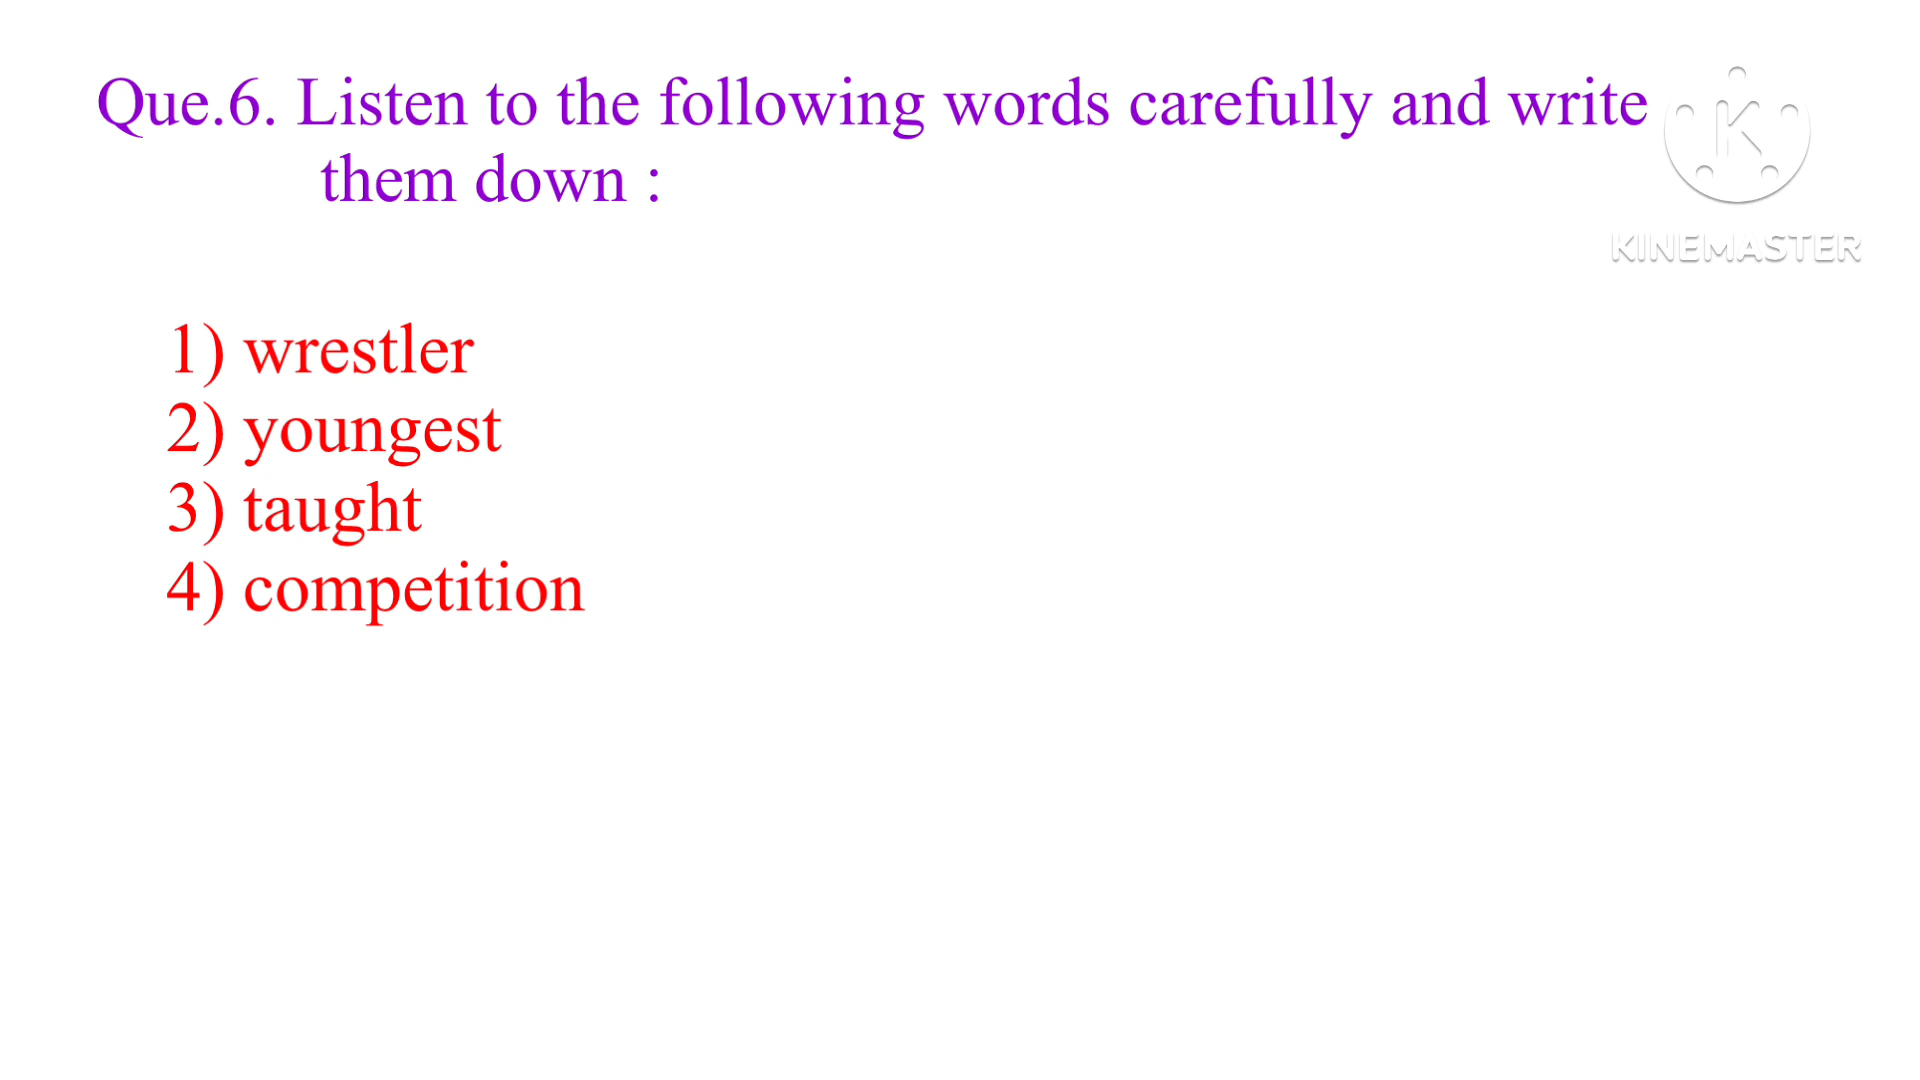 Que.6. Listen to the following words carefully and write
them down :
K
KINEMASTER
1) wrestler
2) youngest
3) taught
4) competition